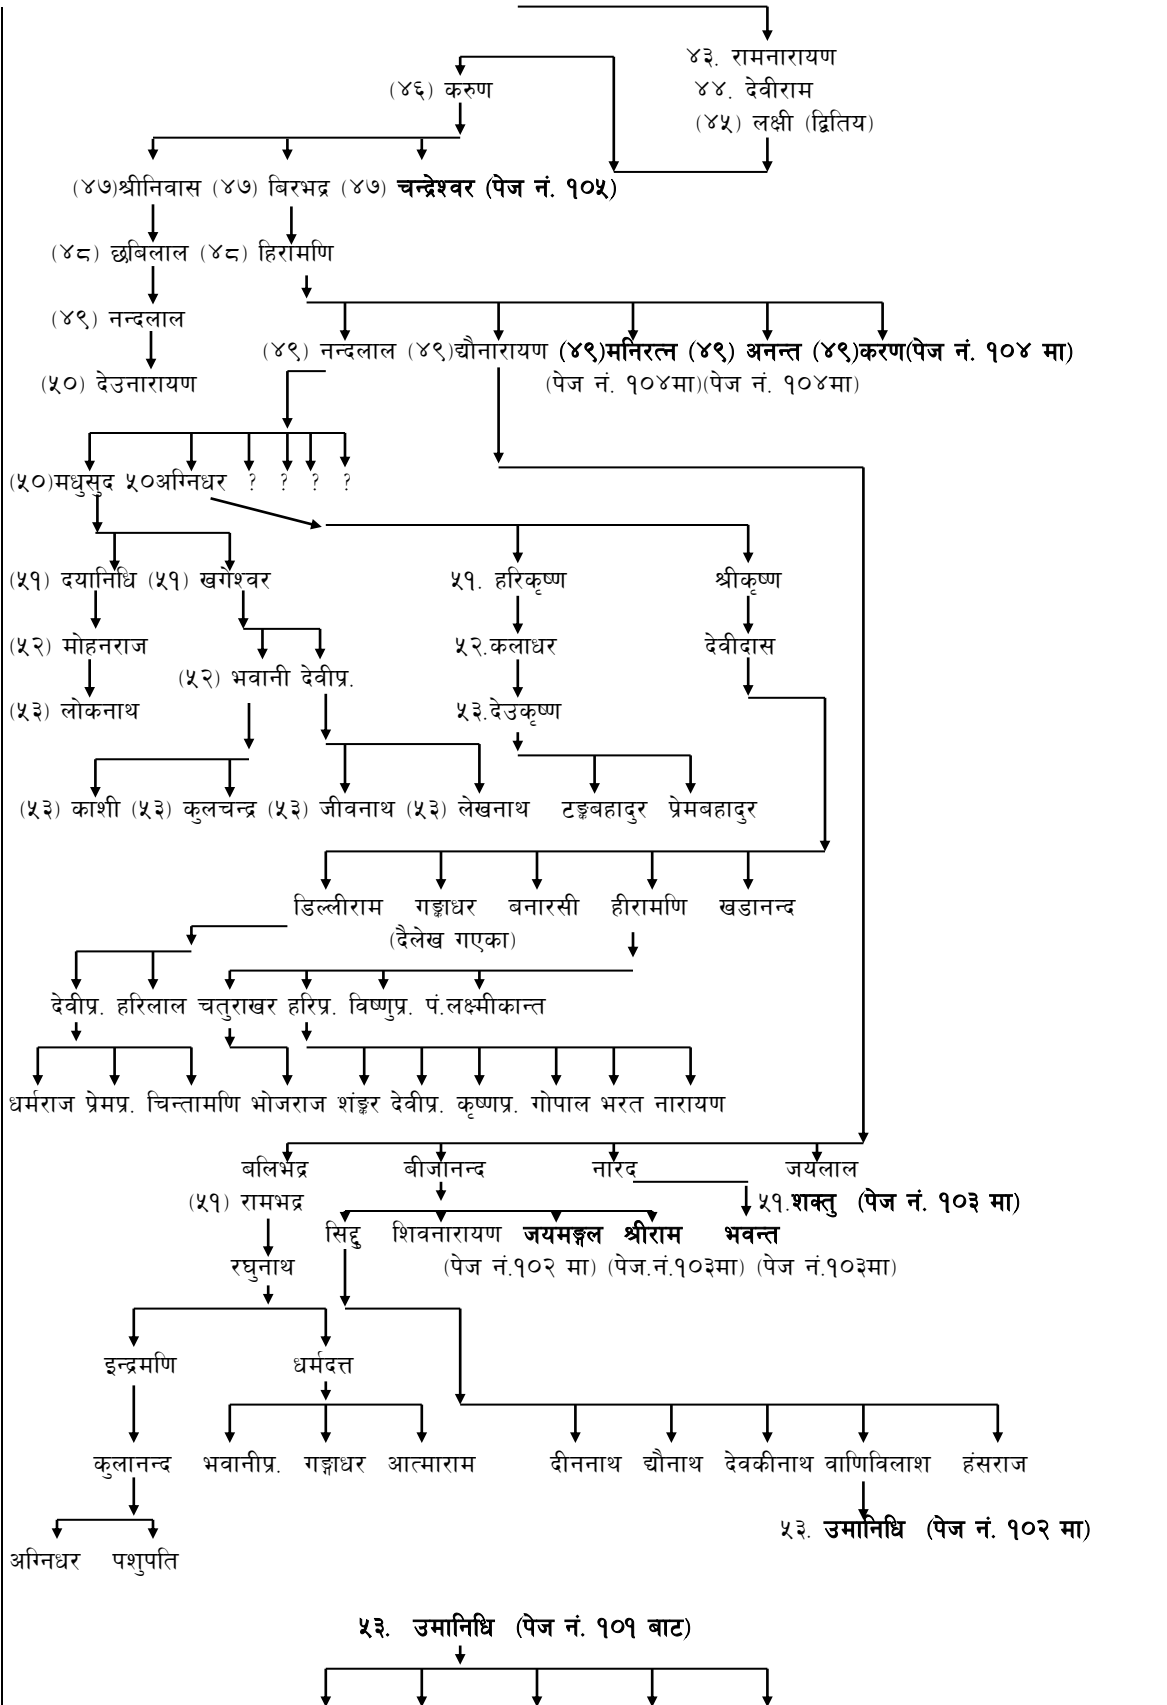 ४३. रामनारायण
(४६) करुण ४४. देवीराम
(४५) लक्षी (द्वितिय)
(४७)श्रीनिवास (४७) बिरभद्र (४७) चन्द्रेश्वर (पेज नं. १०५)
(४८) छबिलाल (४८) हिरामणि
(४९) नन्दलाल
(४९) नन्दलाल (४९)द्यौनारायण (४९)मनिरत्न (४९) अनन्त (४९)करण(पेज नं. १०४ मा)
(५०) देउनारायण (पेज नं. १०४मा)(पेज नं. १०४मा)
(५०)मधुसुद ५०अग्निधर ? ? ? ?
(५१) दयानिधि (५१) खगेश्वर ५१. हरिकृष्ण श्रीकृष्ण
(५२) मोहनराज ५२.कलाधर देवीदास
(५२) भवानी देवीप्र.
(५३) लोकनाथ ५३.देउकृष्ण
(५३) काशी (५३) कुलचन्द्र (५३) जीवनाथ (५३) लेखनाथ टङ्कबहादुर प्रेमबहादुर
डिल्लीराम गङ्गाधर बनारसी हीरामणि खडानन्द
(दैलेख गएका)
देवीप्र. हरिलाल चतुराखर हरिप्र. विष्णुप्र. पं.लक्ष्मीकान्त
धर्मराज प्रेमप्र. चिन्तामणि भोजराज शंङ्कर देवीप्र. कृष्णप्र. गोपाल भरत नारायण
बलिभद्र बीजानन्द नारद जयलाल
(५१) रामभद्र ५१.शक्तु (पेज नं. १०३ मा)
सिद्दु शिवनारायण जयमङ्गल श्रीराम भवन्त
रघुनाथ (पेज नं.१०२ मा) (पेज.नं.१०३मा) (पेज नं.१०३मा)
इन्द्रमणि धर्मदत्त
कुलानन्द भवानीप्र. गङ्गाधर आत्माराम दीननाथ द्यौनाथ देवकीनाथ वाणिविलाश हंसराज
५३. उमानिधि (पेज नं. १०२ मा)
अग्निधर पशुपति
५३. उमानिधि (पेज नं. १०१ बाट)